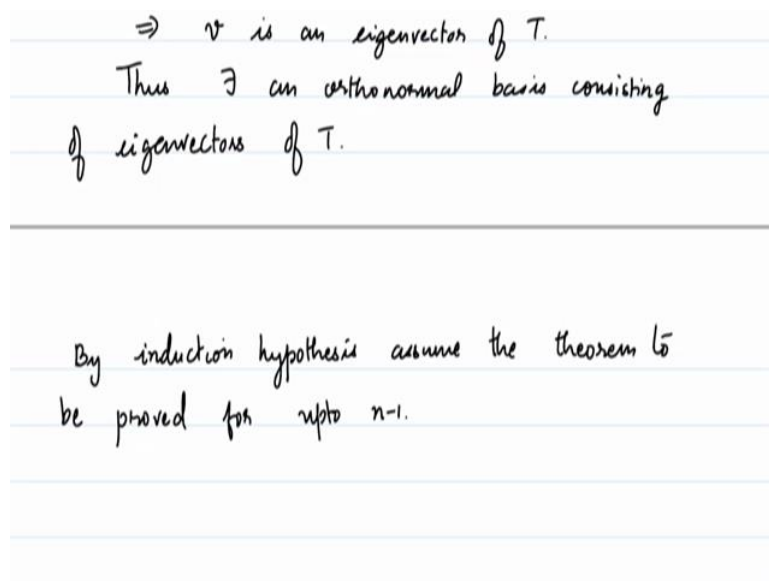 ⇒ v is an eigenvector of T.
Thus ∃ an orthonormal basis consisting
of eigenvectors of T.
By induction hypothesis assume the theorem to
be proved for upto n-1.